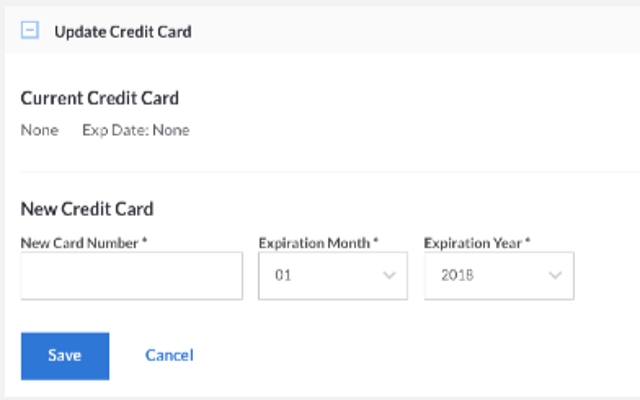 Update Credit Card
Current Credit Card
None Exp Date: None
New Credit Card
New Card Number * Expiration Month * Expiration Year *
01 2018
Save Cancel